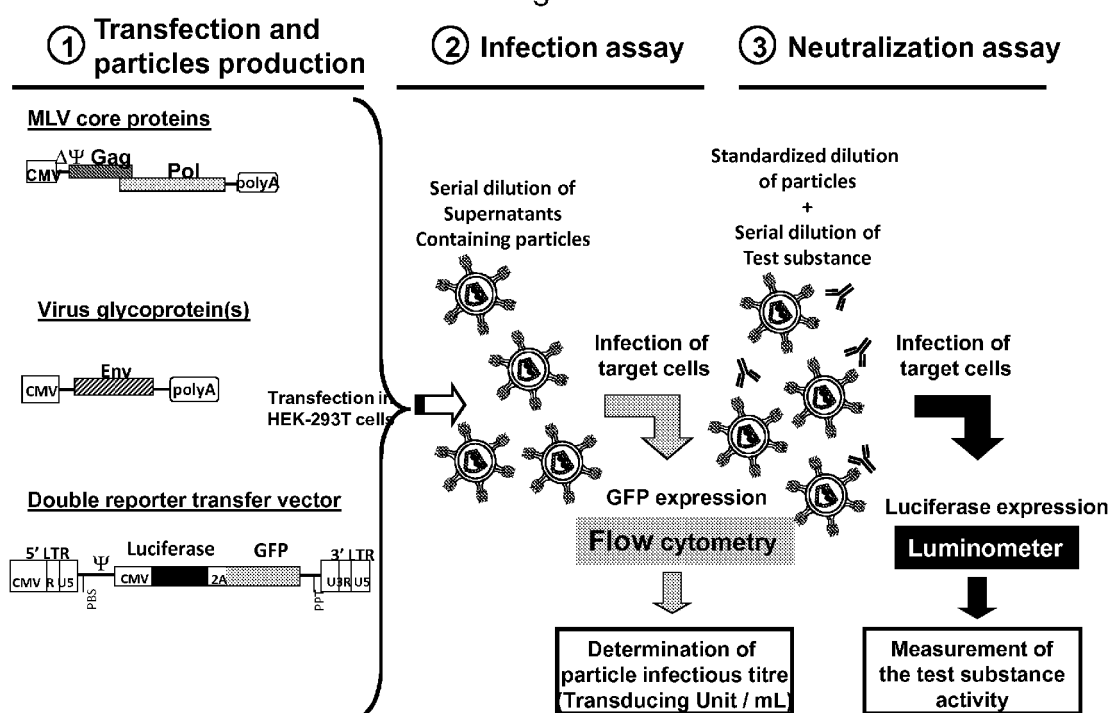 1 Transfection and
particles production
2 Infection assay
3 Neutralization assay
MLV core proteins
ΔΨ Gag
CMV
Pol
polyA
Virus glycoprotein(s)
Env
CMV
polyA
Double reporter transfer vector
5' LTR
Ψ
Luciferase
GFP
3' LTR
CMV R U5
CMV
2A
U3R U5
PBS
PPT
Transfection in
HEK-293T cells
Serial dilution of
Supernatants
Containing particles
Infection of
target cells
GFP expression
Flow cytometry
Determination of
particle infectious titre
(Transducing Unit / mL)
Standardized dilution
of particles
+
Serial dilution of
Test substance
Infection of
target cells
Luciferase expression
Luminometer
Measurement of
the test substance
activity